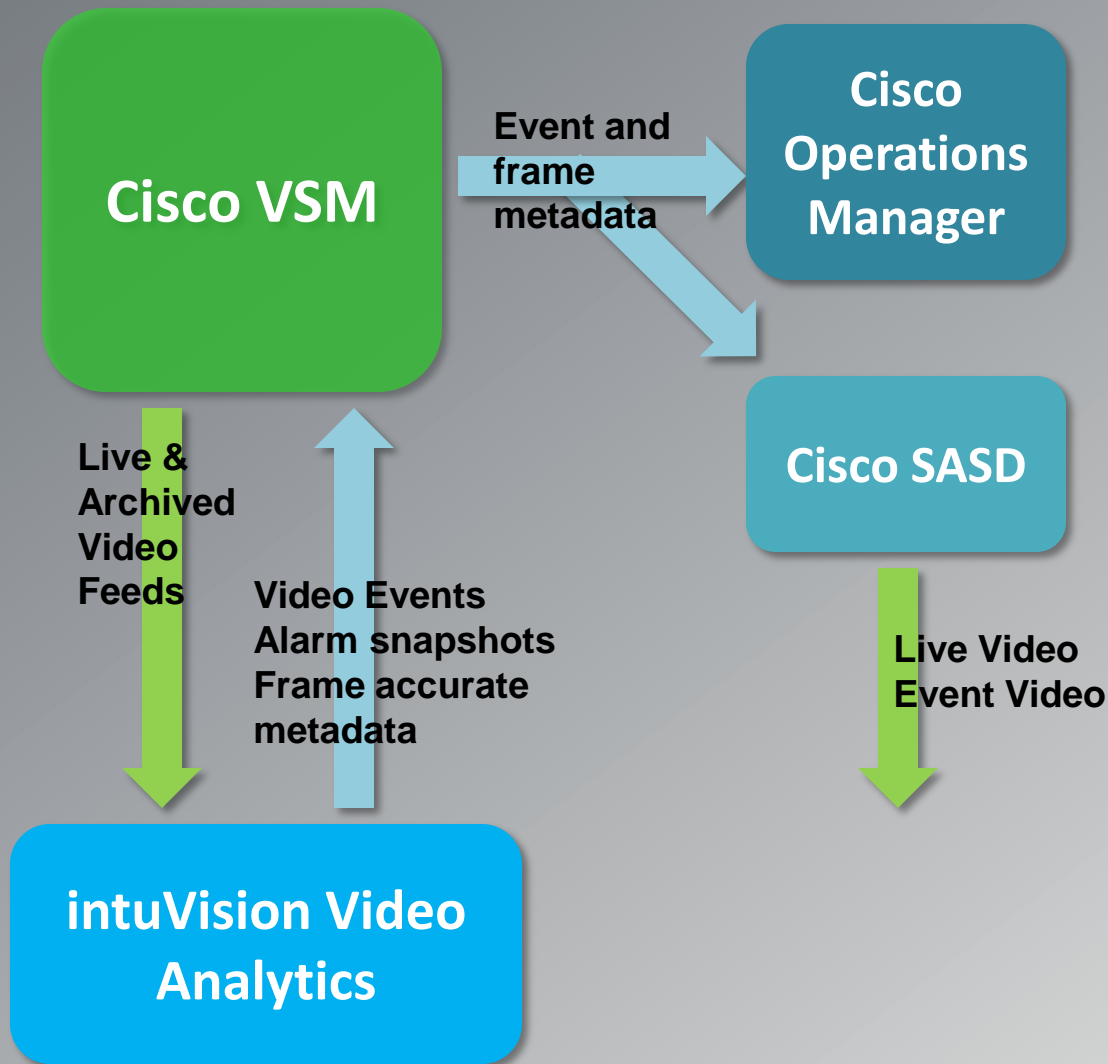 Cisco VSM
Event and
frame
metadata
Cisco
Operations
Manager
Cisco SASD
Live &
Archived
Video
Feeds
Video Events
Alarm snapshots
Frame accurate
metadata
Live Video
Event Video
intuVision Video
Analytics